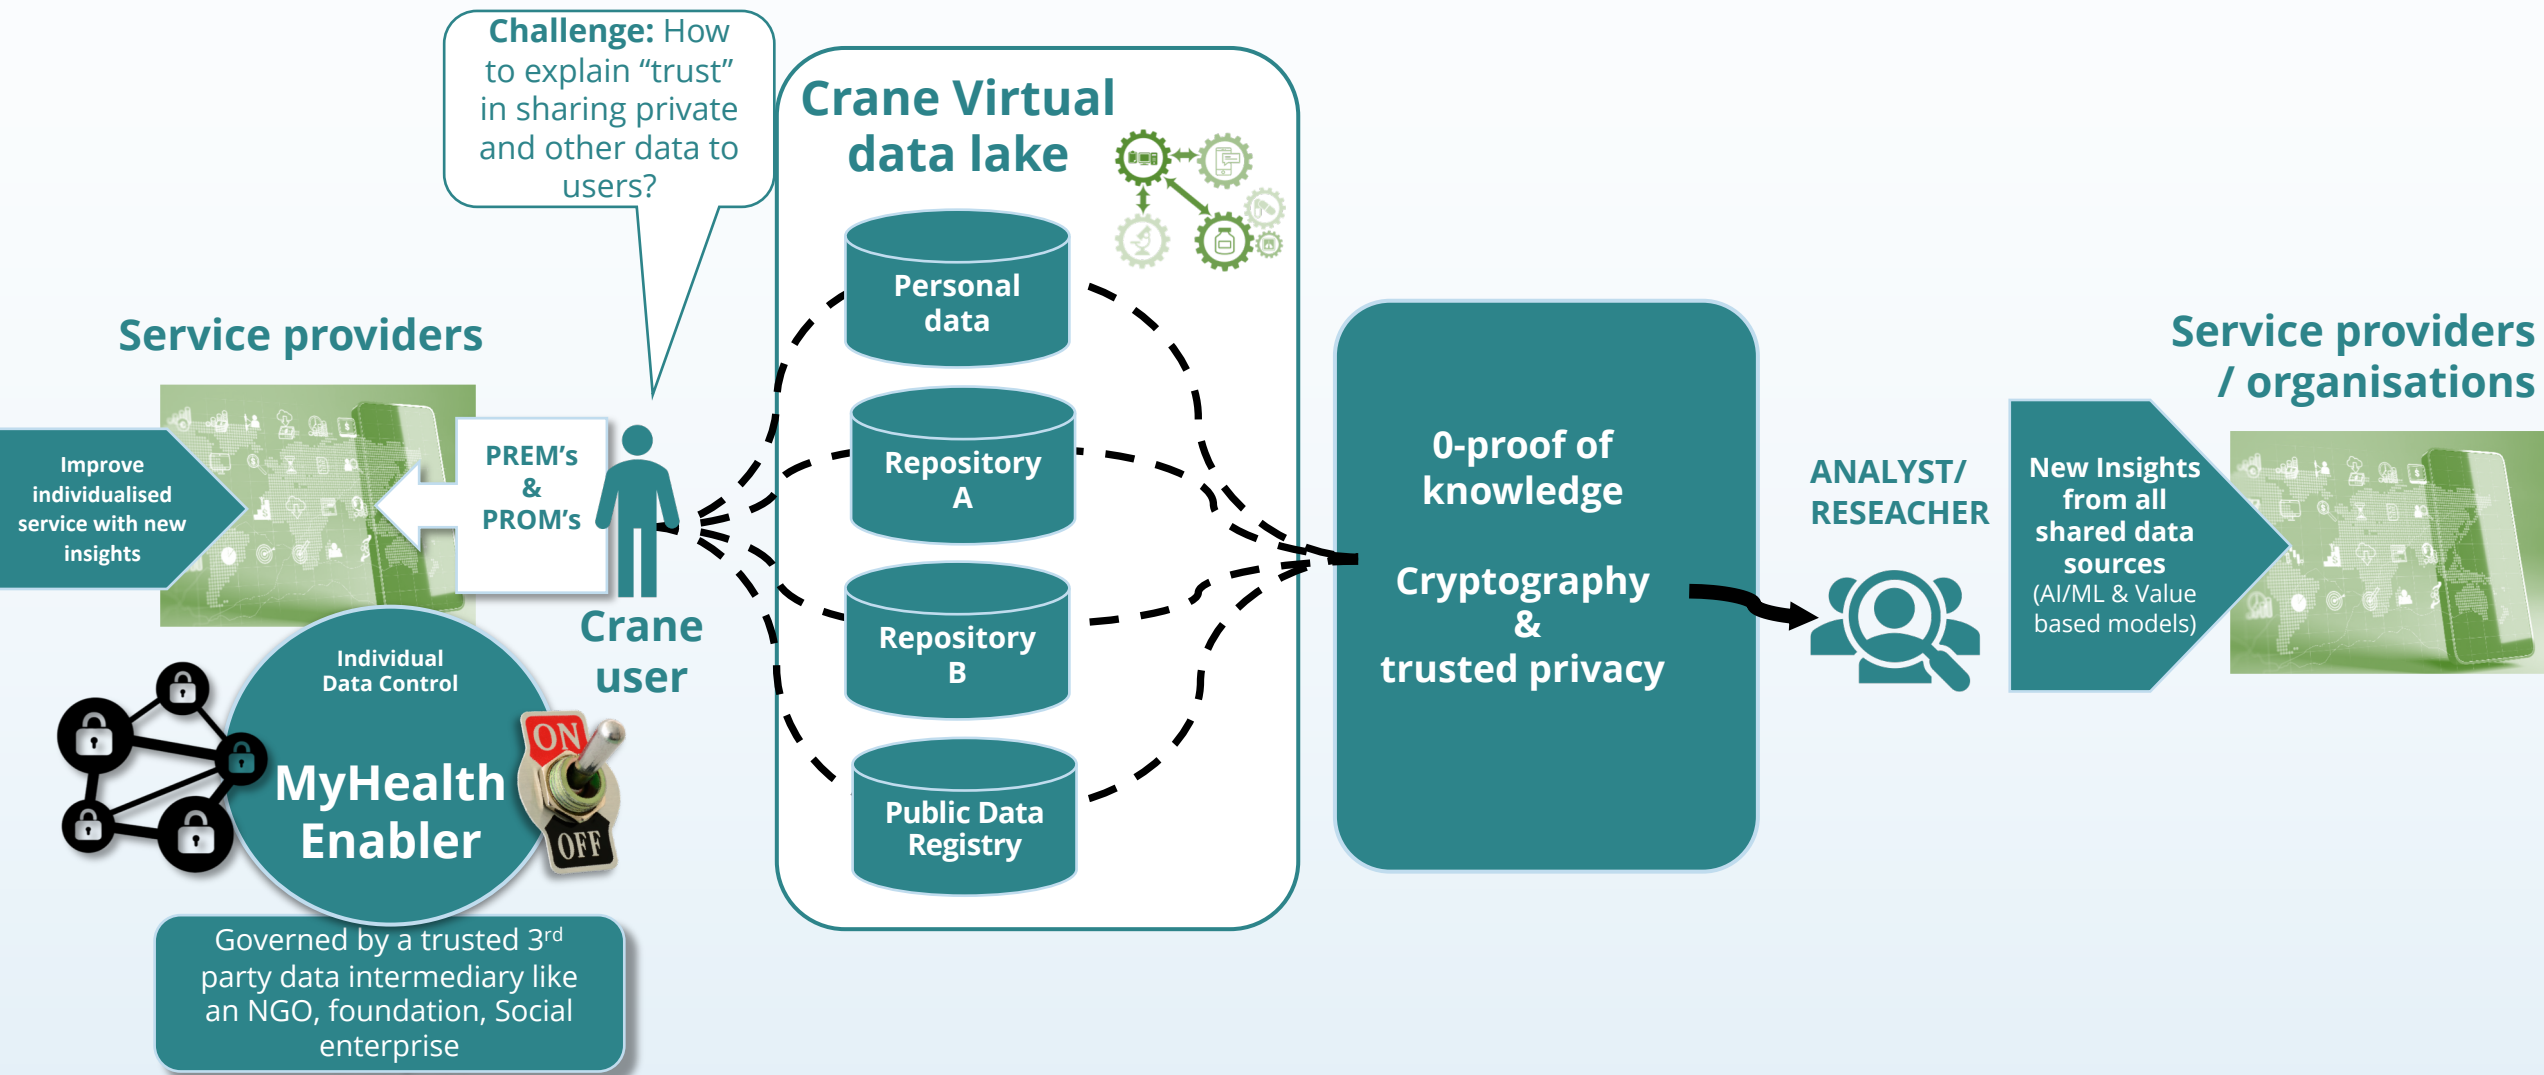 Challenge: How
to explain “trust”
in sharing private
and other data to
users?
Crane Virtual
data lake
Personal
data
Repository
A
Repository
B
Public Data
Registry
Service providers
Improve
individualised
service with new
insights
PREM’s
&
PROM’s
Crane
user
Individual
Data Control
MyHealth
Enabler
ON
OFF
Governed by a trusted 3rd
party data intermediary like
an NGO, foundation, Social
enterprise
0-proof of
knowledge
Cryptography
&
trusted privacy
ANALYST/
RESEACHER
Service providers
/ organisations
New Insights
from all
shared data
sources
(AI/ML & Value
based models)